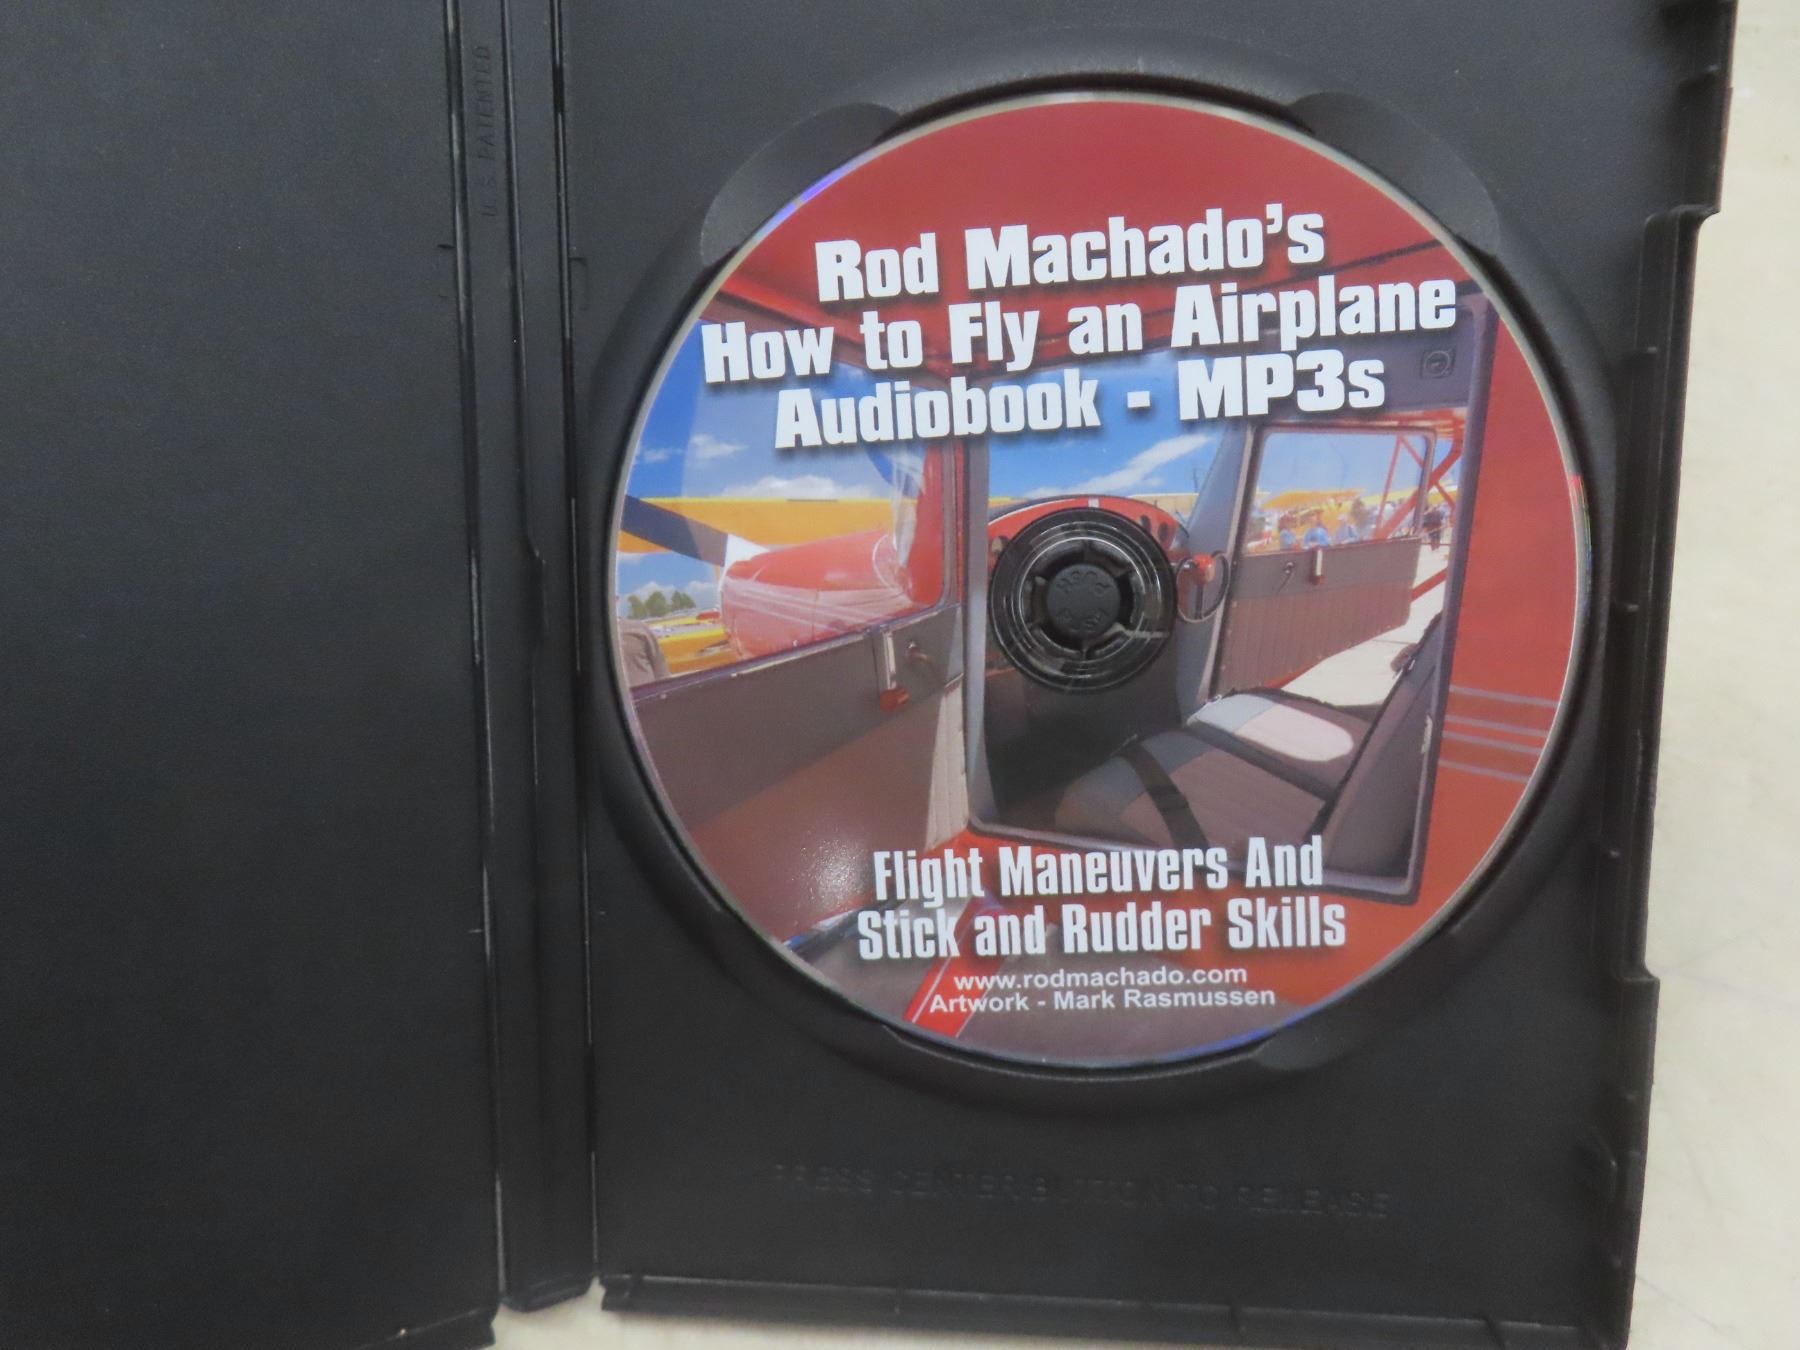 U.S. PATENTED
Rod Machado's
How to Fly an Airplane
Audiobook - MP3s
PUSH
Flight Maneuvers And
Stick and Rudder Skills
www.rodmachado.com
Artwork - Mark Rasmussen
PRESS CENTER BUTTON TO RELEASE